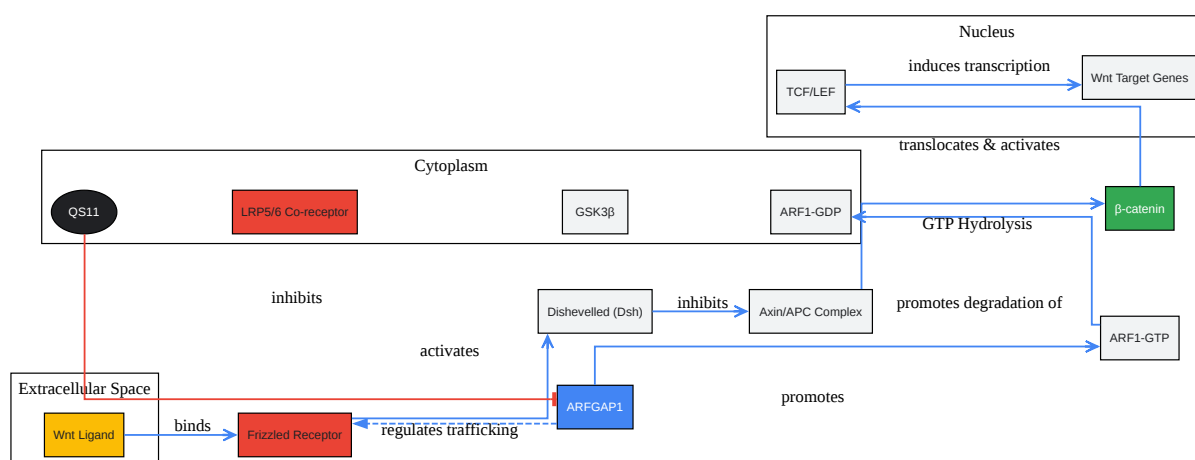 Nucleus
induces transcription
TCF/LEF
Wnt Target Genes
translocates & activates
Cytoplasm
QS11
LRP5/6 Co-receptor
GSK3β
ARF1-GDP
β-catenin
GTP Hydrolysis
inhibits
Dishevelled (Dsh)
inhibits
Axin/APC Complex
promotes degradation of
ARF1-GTP
activates
Extracellular Space
ARFGAP1
promotes
Wnt Ligand
binds
Frizzled Receptor
regulates trafficking